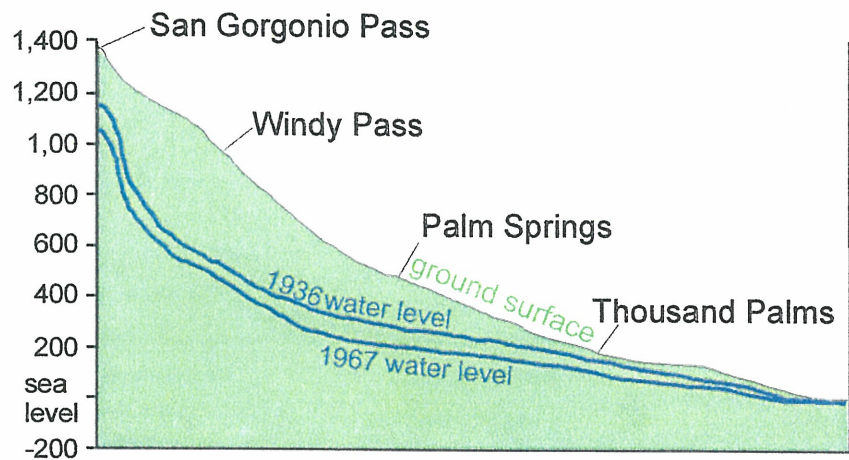 San Gorgonio Pass
1,400
1,200
Windy Pass
1,00
800
Palm Springs
600
ground surface
400
1936 water level
Thousand Palms
200
1967 water level
sea
level
-200